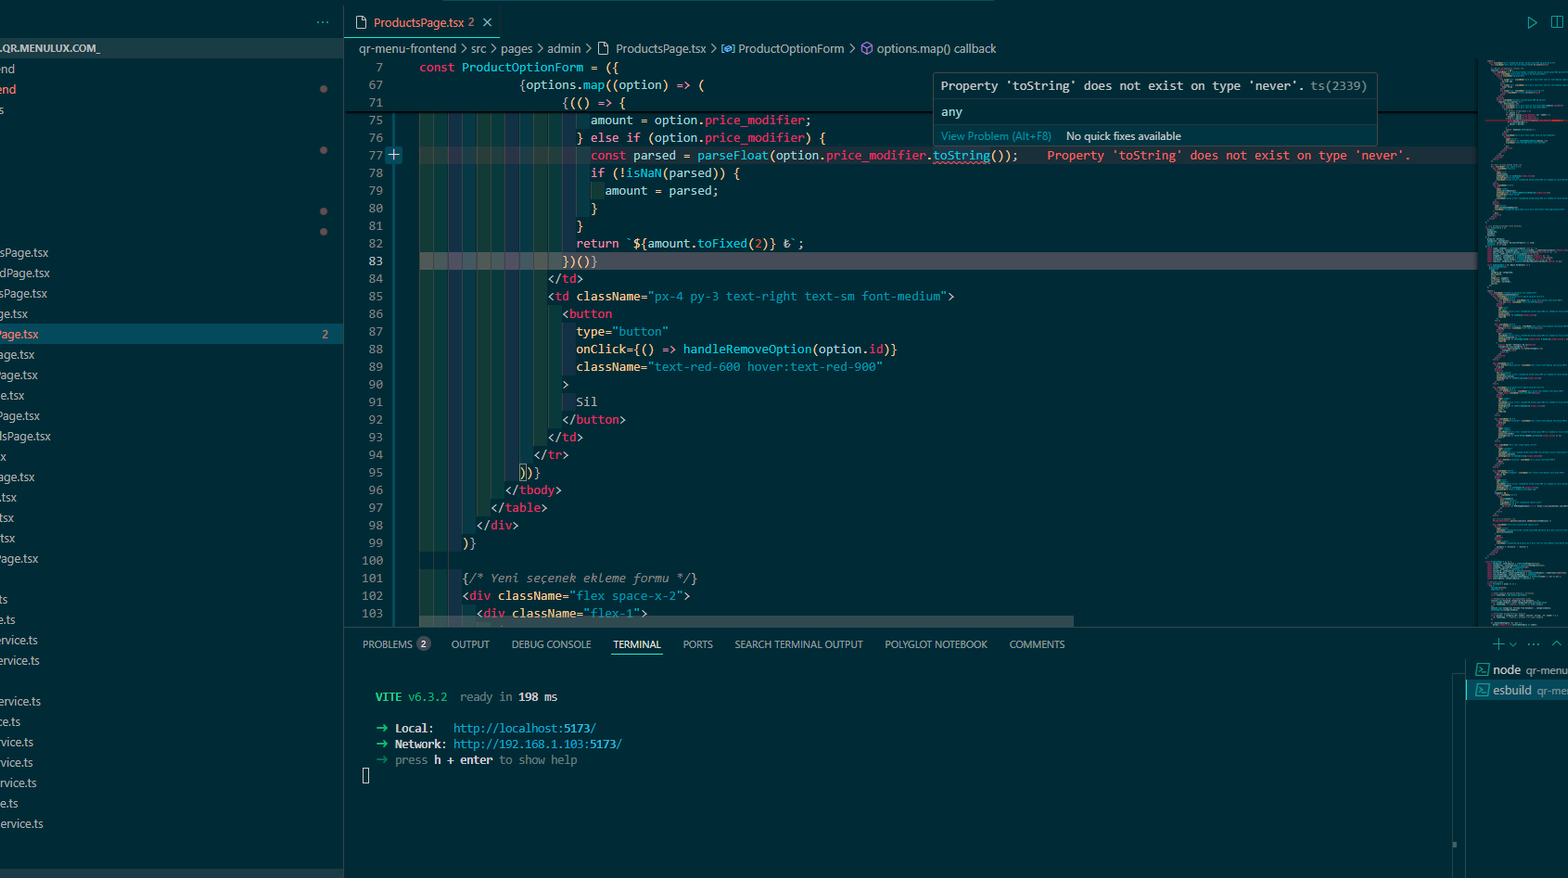 ProductsPage.tsx 2
.QR.MENULUX.COM_
end
end
s
sPage.tsx
dPage.tsx
sPage.tsx
ge.tsx
Page.tsx 2
age.tsx
Page.tsx
e.tsx
Page.tsx
lsPage.tsx
x
age.tsx
.tsx
tsx
.tsx
Page.tsx
ts
e.ts
ervice.ts
ervice.ts
ervice.ts
ce.ts
rvice.ts
ice.ts
rvice.ts
e.ts
ervice.ts
qr-menu-frontend > src > pages > admin > ProductsPage.tsx > ProductOptionForm > options.map() callback
7 const ProductOptionForm = ({
67 {options.map((option) => (
71 {(() => {
75 amount = option.price_modifier;
76 } else if (option.price_modifier) {
77 const parsed = parseFloat(option.price_modifier.toString()); Property 'toString' does not exist on type 'never'.
78 if (!isNaN(parsed)) {
79 amount = parsed;
80 }
81 }
82 return `${amount.toFixed(2)} ₺`;
83 })()}
84 </td>
85 <td className="px-4 py-3 text-right text-sm font-medium">
86 <button
87 type="button"
88 onClick={() => handleRemoveOption(option.id)}
89 className="text-red-600 hover:text-red-900"
90 >
91 Sil
92 </button>
93 </td>
94 </tr>
95 ))}
96 </tbody>
97 </table>
98 </div>
99 )}
100
101 {/* Yeni seçenek ekleme formu */}
102 <div className="flex space-x-2">
103 <div className="flex-1">
Property 'toString' does not exist on type 'never'. ts(2339)
any
View Problem (Alt+F8) No quick fixes available
PROBLEMS 2 OUTPUT DEBUG CONSOLE TERMINAL PORTS SEARCH TERMINAL OUTPUT POLYGLOT NOTEBOOK COMMENTS
VITE v6.3.2 ready in 198 ms
➜ Local: http://localhost:5173/
➜ Network: http://192.168.1.103:5173/
➜ press h + enter to show help
node qr-menu
esbuild qr-me